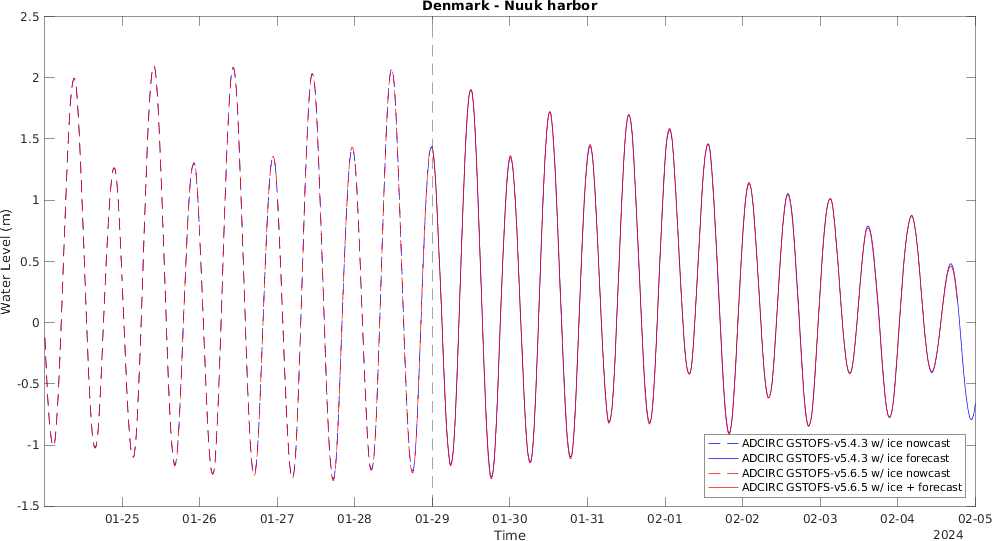 Denmark - Nuuk harbor
2.5
2
1.5
1
0.5
0
-0.5
-1
-1.5
Water Level (m)
ADCIRC GSTOFS-v5.4.3 w/ ice nowcast
ADCIRC GSTOFS-v5.4.3 w/ ice forecast
ADCIRC GSTOFS-v5.6.5 w/ ice nowcast
ADCIRC GSTOFS-v5.6.5 w/ ice + forecast
01-25 01-26 01-27 01-28 01-29 01-30 01-31 02-01 02-02 02-03 02-04 02-05
Time
2024